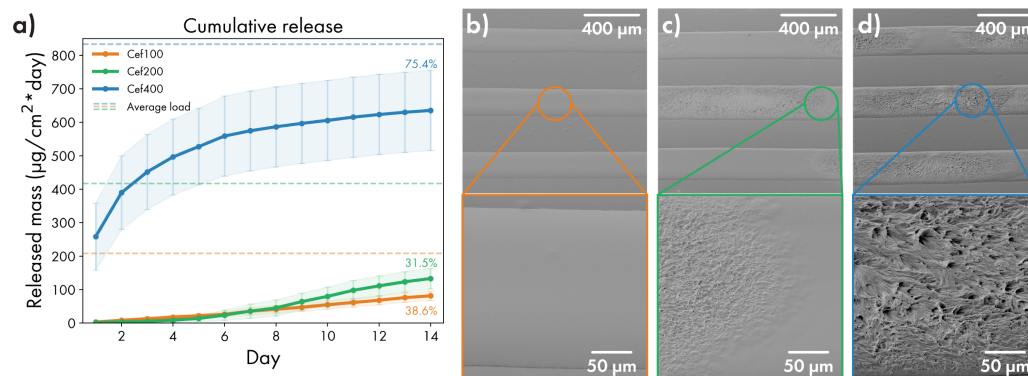 a)
Cumulative release
Released mass (µg/cm² * day)
800
700
600
500
400
300
200
100
0
Cef100
Cef200
Cef400
Average load
75.4%
31.5%
38.6%
2
4
6
8
10
12
14
Day
b)
400 µm
50 µm
c)
400 µm
50 µm
d)
400 µm
50 µm